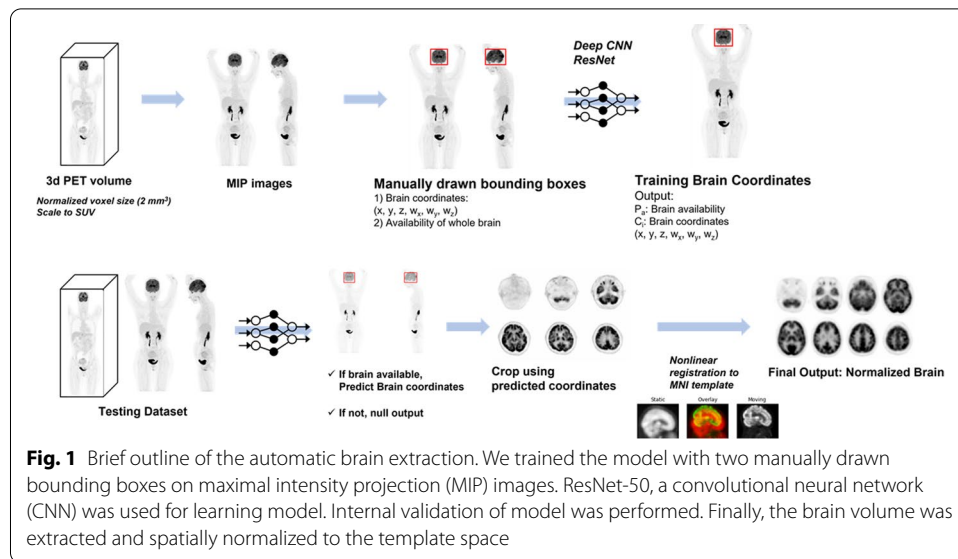 Deep CNN
ResNet
3d PET volume
Normalized voxel size (2 mm³)
Scale to SUV
MIP images
Manually drawn bounding boxes
1) Brain coordinates:
(x, y, z, wₓ, wᵧ, w_z)
2) Availability of whole brain
Training Brain Coordinates
Output:
Pₐ: Brain availability
Cᵢ: Brain coordinates
(x, y, z, wₓ, wᵧ, w_z)
Testing Dataset
✓ If brain available,
Predict Brain coordinates
✓ If not, null output
Crop using
predicted coordinates
Nonlinear
registration to
MNI template
Static Overlay Moving
Final Output: Normalized Brain
Fig. 1 Brief outline of the automatic brain extraction. We trained the model with two manually drawn
bounding boxes on maximal intensity projection (MIP) images. ResNet-50, a convolutional neural network
(CNN) was used for learning model. Internal validation of model was performed. Finally, the brain volume was
extracted and spatially normalized to the template space